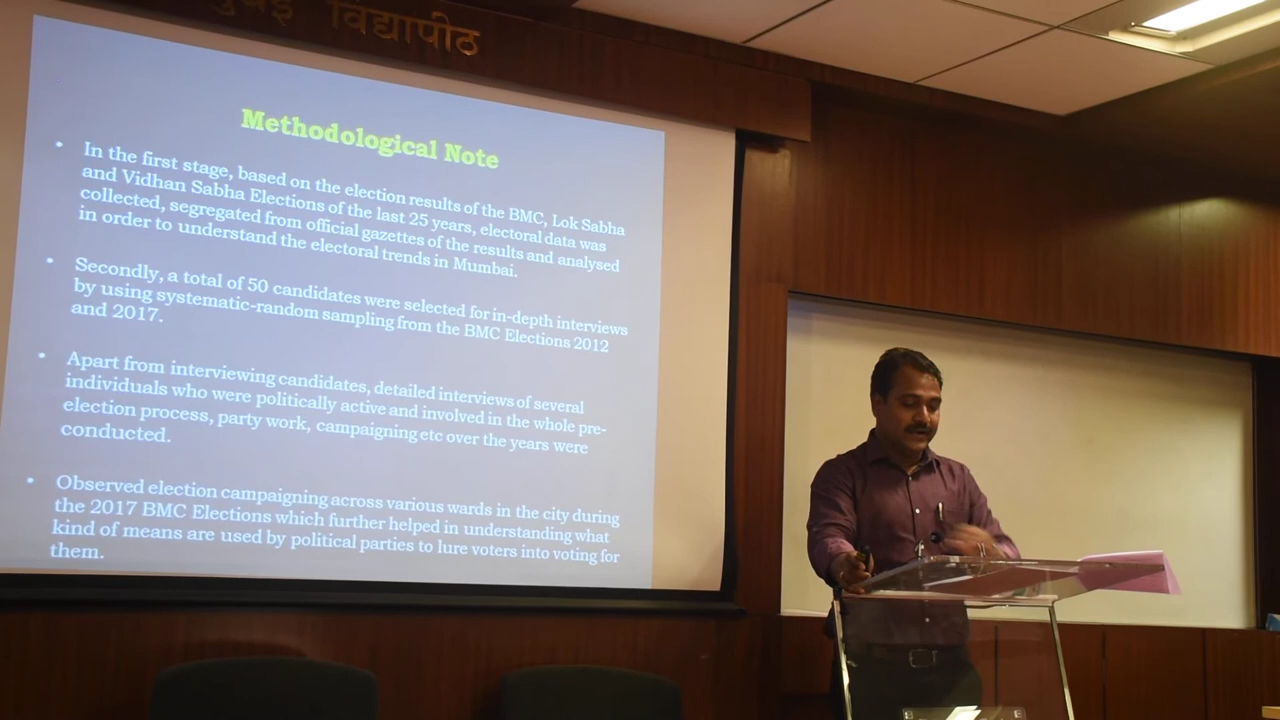 विद्यापीठ
Methodological Note
• In the first stage, based on the election results of the BMC, Lok Sabha
and Vidhan Sabha Elections of the last 25 years, electoral data was
collected, segregated from official gazettes of the results and analysed
in order to understand the electoral trends in Mumbai.
• Secondly, a total of 50 candidates were selected for in-depth interviews
by using systematic-random sampling from the BMC Elections 2012
and 2017.
• Apart from interviewing candidates, detailed interviews of several
individuals who were politically active and involved in the whole pre-
election process, party work, campaigning etc over the years were
conducted.
• Observed election campaigning across various wards in the city during
the 2017 BMC Elections which further helped in understanding what
kind of means are used by political parties to lure voters into voting for
them.